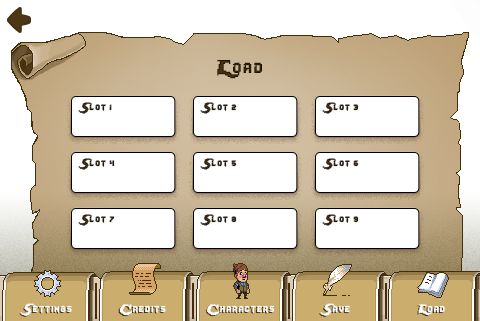 Load
Slot 1
Slot 2
Slot 3
Slot 4
Slot 5
Slot 6
Slot 7
Slot 8
Slot 9
Settings
Credits
Characters
Save
Load